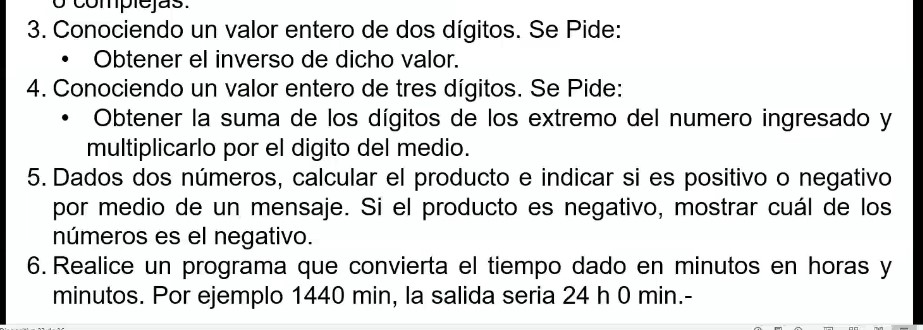 o complejas.
3. Conociendo un valor entero de dos dígitos. Se Pide:
• Obtener el inverso de dicho valor.
4. Conociendo un valor entero de tres dígitos. Se Pide:
• Obtener la suma de los dígitos de los extremo del numero ingresado y
multiplicarlo por el digito del medio.
5. Dados dos números, calcular el producto e indicar si es positivo o negativo
por medio de un mensaje. Si el producto es negativo, mostrar cuál de los
números es el negativo.
6. Realice un programa que convierta el tiempo dado en minutos en horas y
minutos. Por ejemplo 1440 min, la salida seria 24 h 0 min.-